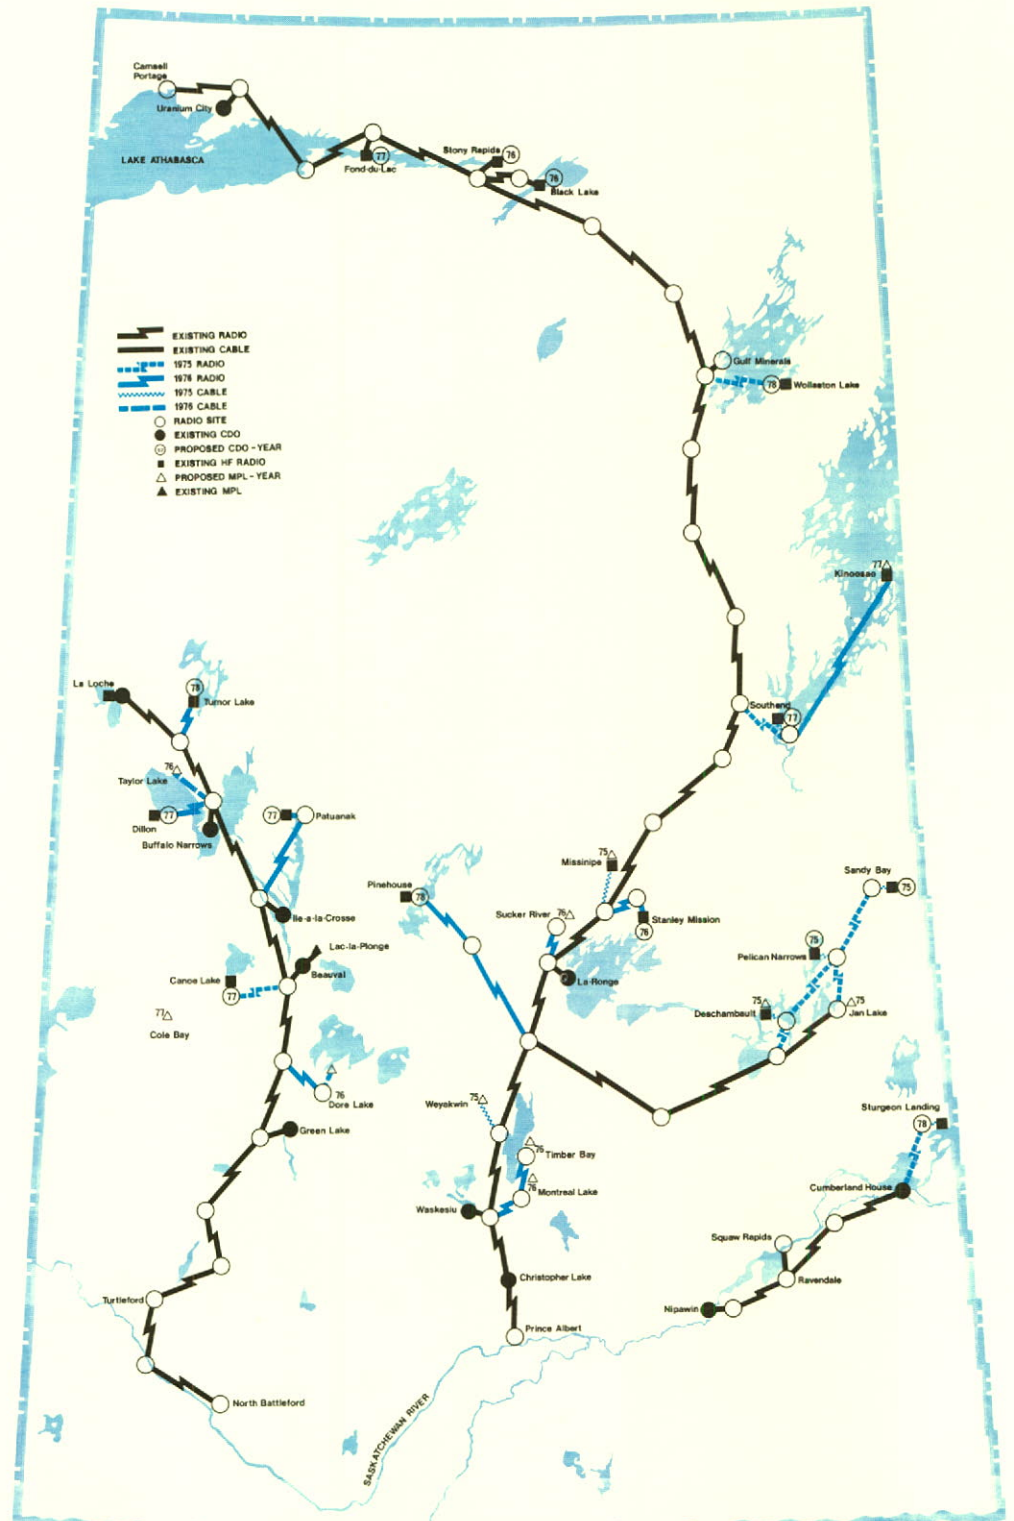 Camsell
Portage
Uranium City
LAKE ATHABASCA
77
Fond-du-Lac
Stony Rapids
76
76
Black Lake
EXISTING RADIO
EXISTING CABLE
1975 RADIO
1976 RADIO
1975 CABLE
1976 CABLE
RADIO SITE
EXISTING CDO
PROPOSED CDO-YEAR
EXISTING HF RADIO
PROPOSED MPL-YEAR
EXISTING MPL
Gulf Minerals
78
Wollaston Lake
77
Kinoosao
La Loche
78
Turnor Lake
Southend
77
76
Taylor Lake
77
Dillon
Buffalo Narrows
77
Patuanak
75
Missinipe
Sandy Bay
75
Pinehouse
78
Ile-a-la-Crosse
Sucker River
76
Stanley Mission
76
Lac-la-Plonge
Beauval
75
Pelican Narrows
Canoe Lake
77
La-Ronge
77
Cole Bay
75
Deschambault
75
Jan Lake
76
Dore Lake
Weyakwin
75
Green Lake
Sturgeon Landing
78
76
Timber Bay
76
Montreal Lake
Cumberland House
Waskesiu
Squaw Rapids
Christopher Lake
Ravendale
Turtleford
Nipawin
Prince Albert
North Battleford
SASKATCHEWAN RIVER